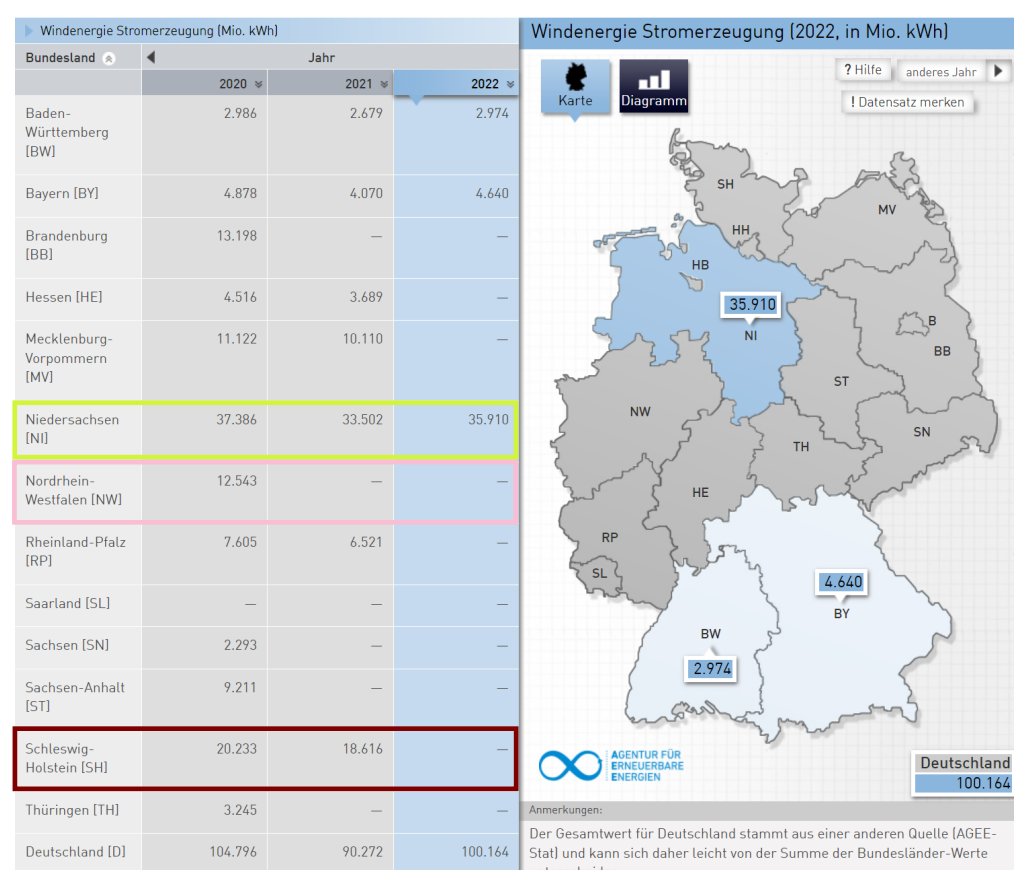 Windenergie Stromerzeugung (Mio. kWh)
Bundesland
Jahr
2020 2021 2022
Baden-
Württemberg
[BW] 2.986 2.679 2.974
Bayern [BY] 4.878 4.070 4.640
Brandenburg
[BB] 13.198 — —
Hessen [HE] 4.516 3.689 —
Mecklenburg-
Vorpommern
[MV] 11.122 10.110 —
Niedersachsen
[NI] 37.386 33.502 35.910
Nordrhein-
Westfalen [NW] 12.543 — —
Rheinland-Pfalz
[RP] 7.605 6.521 —
Saarland [SL] — — —
Sachsen [SN] 2.293 — —
Sachsen-Anhalt
[ST] 9.211 — —
Schleswig-
Holstein [SH] 20.233 18.616 —
Thüringen [TH] 3.245 — —
Deutschland [D] 104.796 90.272 100.164
Windenergie Stromerzeugung (2022, in Mio. kWh)
Karte
Diagramm
? Hilfe
anderes Jahr
! Datensatz merken
SH
MV
HH
HB
35.910
NI
B
BB
ST
NW
SN
TH
HE
RP
SL
4.640
BY
BW
2.974
AGENTUR FÜR
ERNEUERBARE
ENERGIEN
Deutschland
100.164
Anmerkungen:
Der Gesamtwert für Deutschland stammt aus einer anderen Quelle (AGEE-
Stat) und kann sich daher leicht von der Summe der Bundesländer-Werte